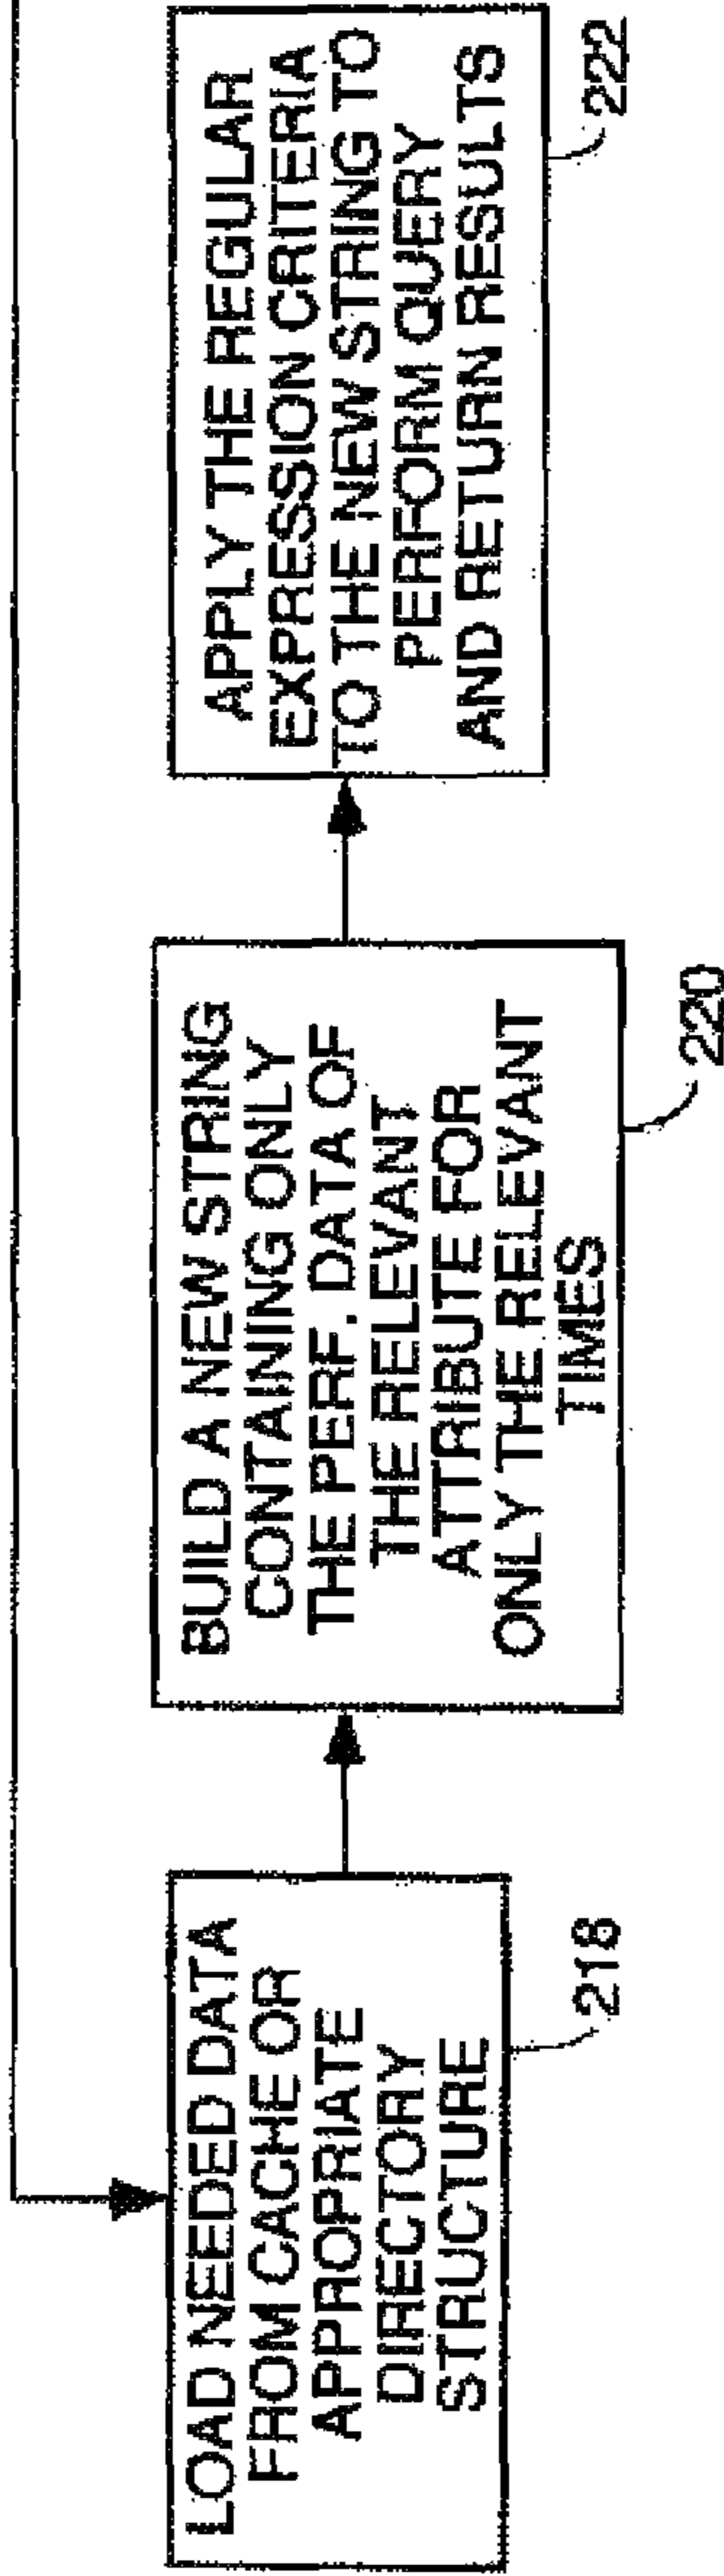 LOAD NEEDED DATA
FROM CACHE OR
APPROPRIATE
DIRECTORY
STRUCTURE
218
BUILD A NEW STRING
CONTAINING ONLY
THE PERF. DATA OF
THE RELEVANT
ATTRIBUTE FOR
ONLY THE RELEVANT
TIMES
220
APPLY THE REGULAR
EXPRESSION CRITERIA
TO THE NEW STRING TO
PERFORM QUERY
AND RETURN RESULTS
222